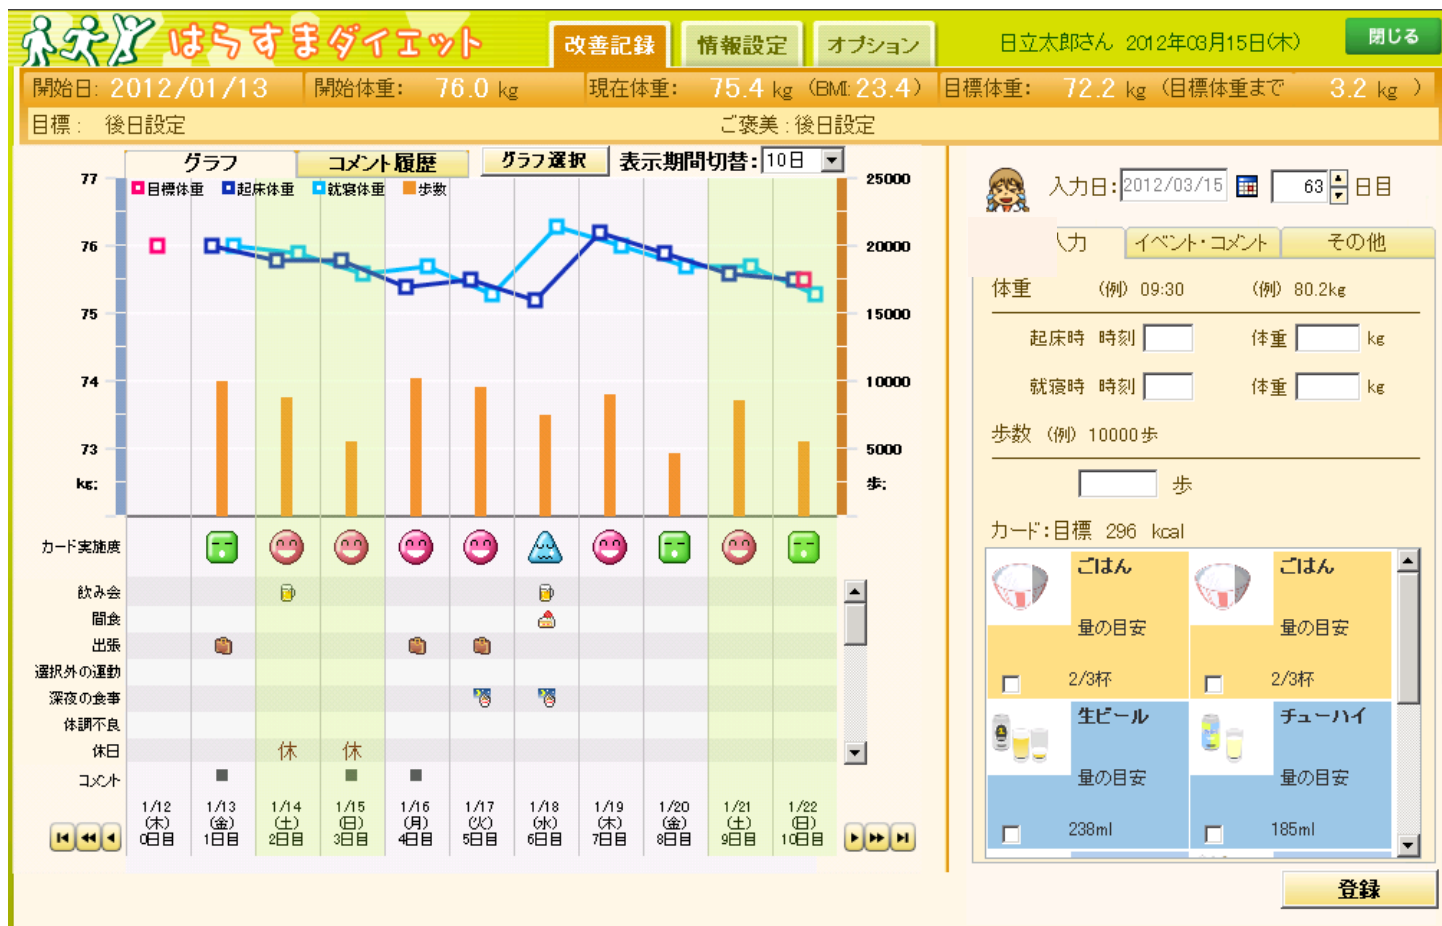 はらすまダイエット 改善記録 情報設定 オプション 日立太郎さん 2012年03月15日(木) 閉じる
開始日: 2012/01/13 開始体重: 76.0 kg 現在体重: 75.4 kg (BMI: 23.4) 目標体重: 72.2 kg (目標体重まで 3.2 kg )
目標: 後日設定 ご褒美:後日設定
グラフ コメント履歴 グラフ選択 表示期間切替: 10日
目標体重 起床体重 就寝体重 歩数
77 25000
76 20000
75 15000
74 10000
73 5000
kg: 歩:
カード実施度
飲み会
間食
出張
選択外の運動
深夜の食事
体調不良
休日 休 休
コメント
1/12 1/13 1/14 1/15 1/16 1/17 1/18 1/19 1/20 1/21 1/22
(木) (金) (土) (日) (月) (火) (水) (木) (金) (土) (日)
0日目 1日目 2日目 3日目 4日目 5日目 6日目 7日目 8日目 9日目 10日目
入力日: 2012/03/15 63 日目
入力 イベント・コメント その他
体重 (例) 09:30 (例) 80.2kg
起床時 時刻 体重 kg
就寝時 時刻 体重 kg
歩数 (例) 10000歩
歩
カード:目標 296 kcal
ごはん ごはん
量の目安 量の目安
2/3杯 2/3杯
生ビール チューハイ
量の目安 量の目安
238ml 185ml
登録